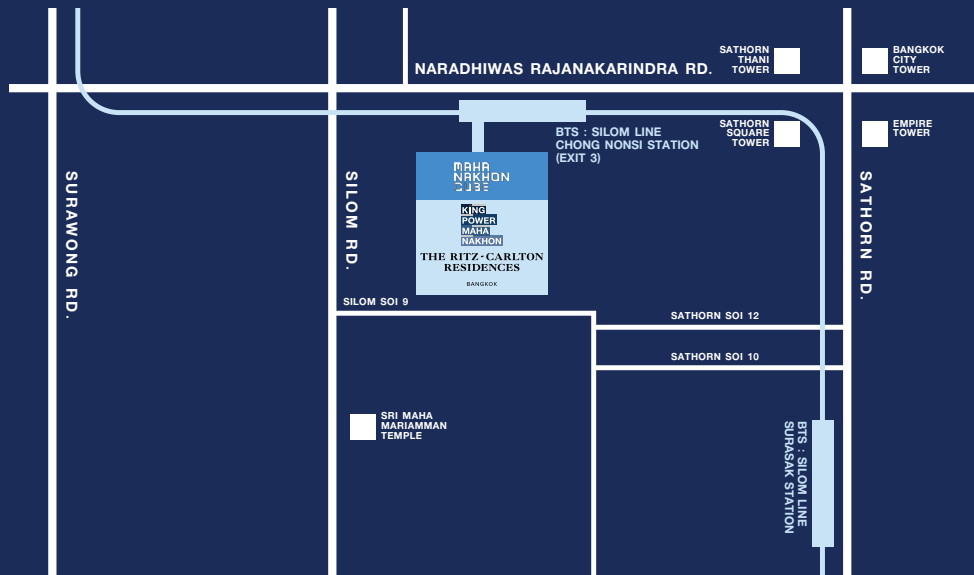 SATHORN
THANI
TOWER
BANGKOK
CITY
TOWER
NARADHIWAS RAJANAKARINDRA RD.
SATHORN
SQUARE
TOWER
EMPIRE
TOWER
BTS : SILOM LINE
CHONG NONSI STATION
(EXIT 3)
SURAWONG RD.
SILOM RD.
SATHORN RD.
MAHA
NAKHON
CUBE
KING
POWER
MAHA
NAKHON
THE RITZ-CARLTON
RESIDENCES
BANGKOK
SILOM SOI 9
SATHORN SOI 12
SATHORN SOI 10
SRI MAHA
MARIAMMAN
TEMPLE
BTS : SILOM LINE
SURASAK STATION